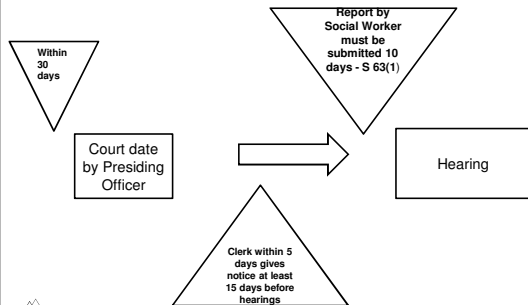 Within
30
days
Report by
Social Worker
must be
submitted 10
days - S 63(1)
Court date
by Presiding
Officer
Hearing
Clerk within 5
days gives
notice at least
15 days before
hearings